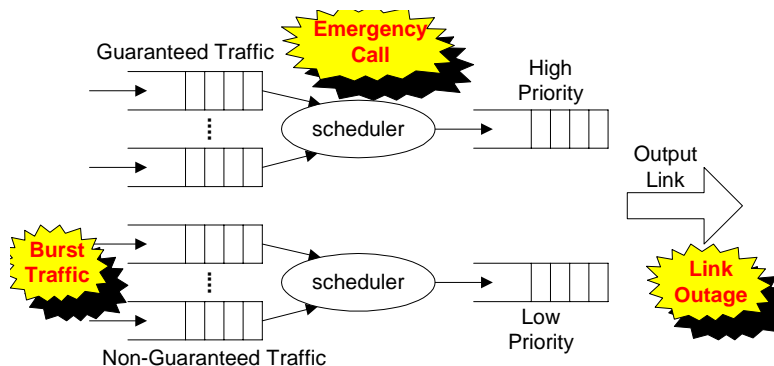 Guaranteed Traffic
Emergency
Call
scheduler
High
Priority
Output
Link
Burst
Traffic
scheduler
Link
Outage
Low
Priority
Non-Guaranteed Traffic